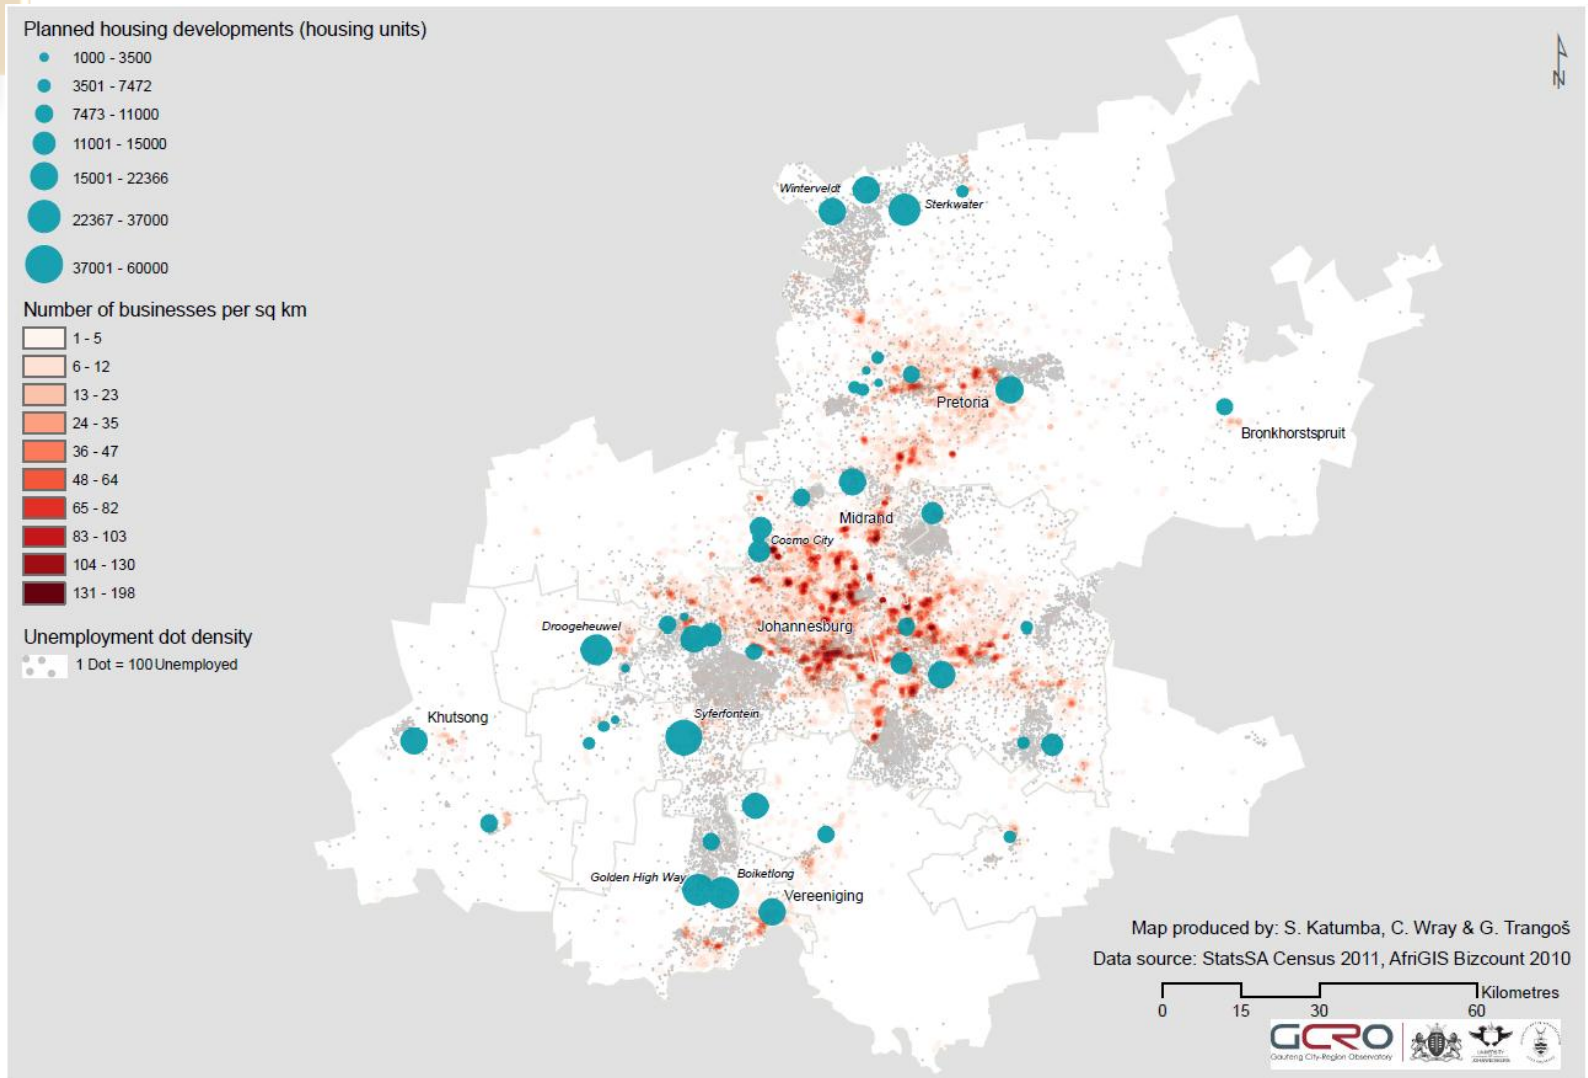 Planned housing developments (housing units)
1000 - 3500
3501 - 7472
7473 - 11000
11001 - 15000
15001 - 22366
22367 - 37000
37001 - 60000
Number of businesses per sq km
1 - 5
6 - 12
13 - 23
24 - 35
36 - 47
48 - 64
65 - 82
83 - 103
104 - 130
131 - 198
Unemployment dot density
1 Dot = 100 Unemployed
N
Winterveldt
Sterkwater
Pretoria
Bronkhorstspruit
Midrand
Cosmo City
Droogeheuwel
Johannesburg
Khutsong
Syferfontein
Golden High Way
Boiketlong
Vereeniging
Map produced by: S. Katumba, C. Wray & G. Trangoš
Data source: StatsSA Census 2011, AfriGIS Bizcount 2010
Kilometres
0 15 30 60
GCRO
Gauteng City-Region Observatory